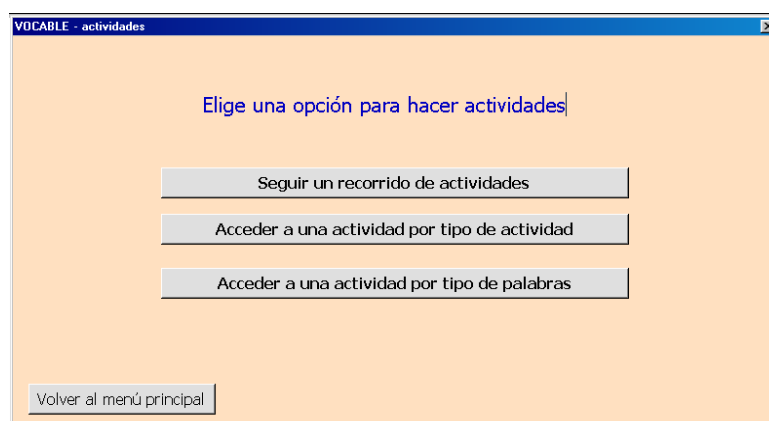 VOCABLE - actividades
Elige una opción para hacer actividades
Seguir un recorrido de actividades
Acceder a una actividad por tipo de actividad
Acceder a una actividad por tipo de palabras
Volver al menú principal